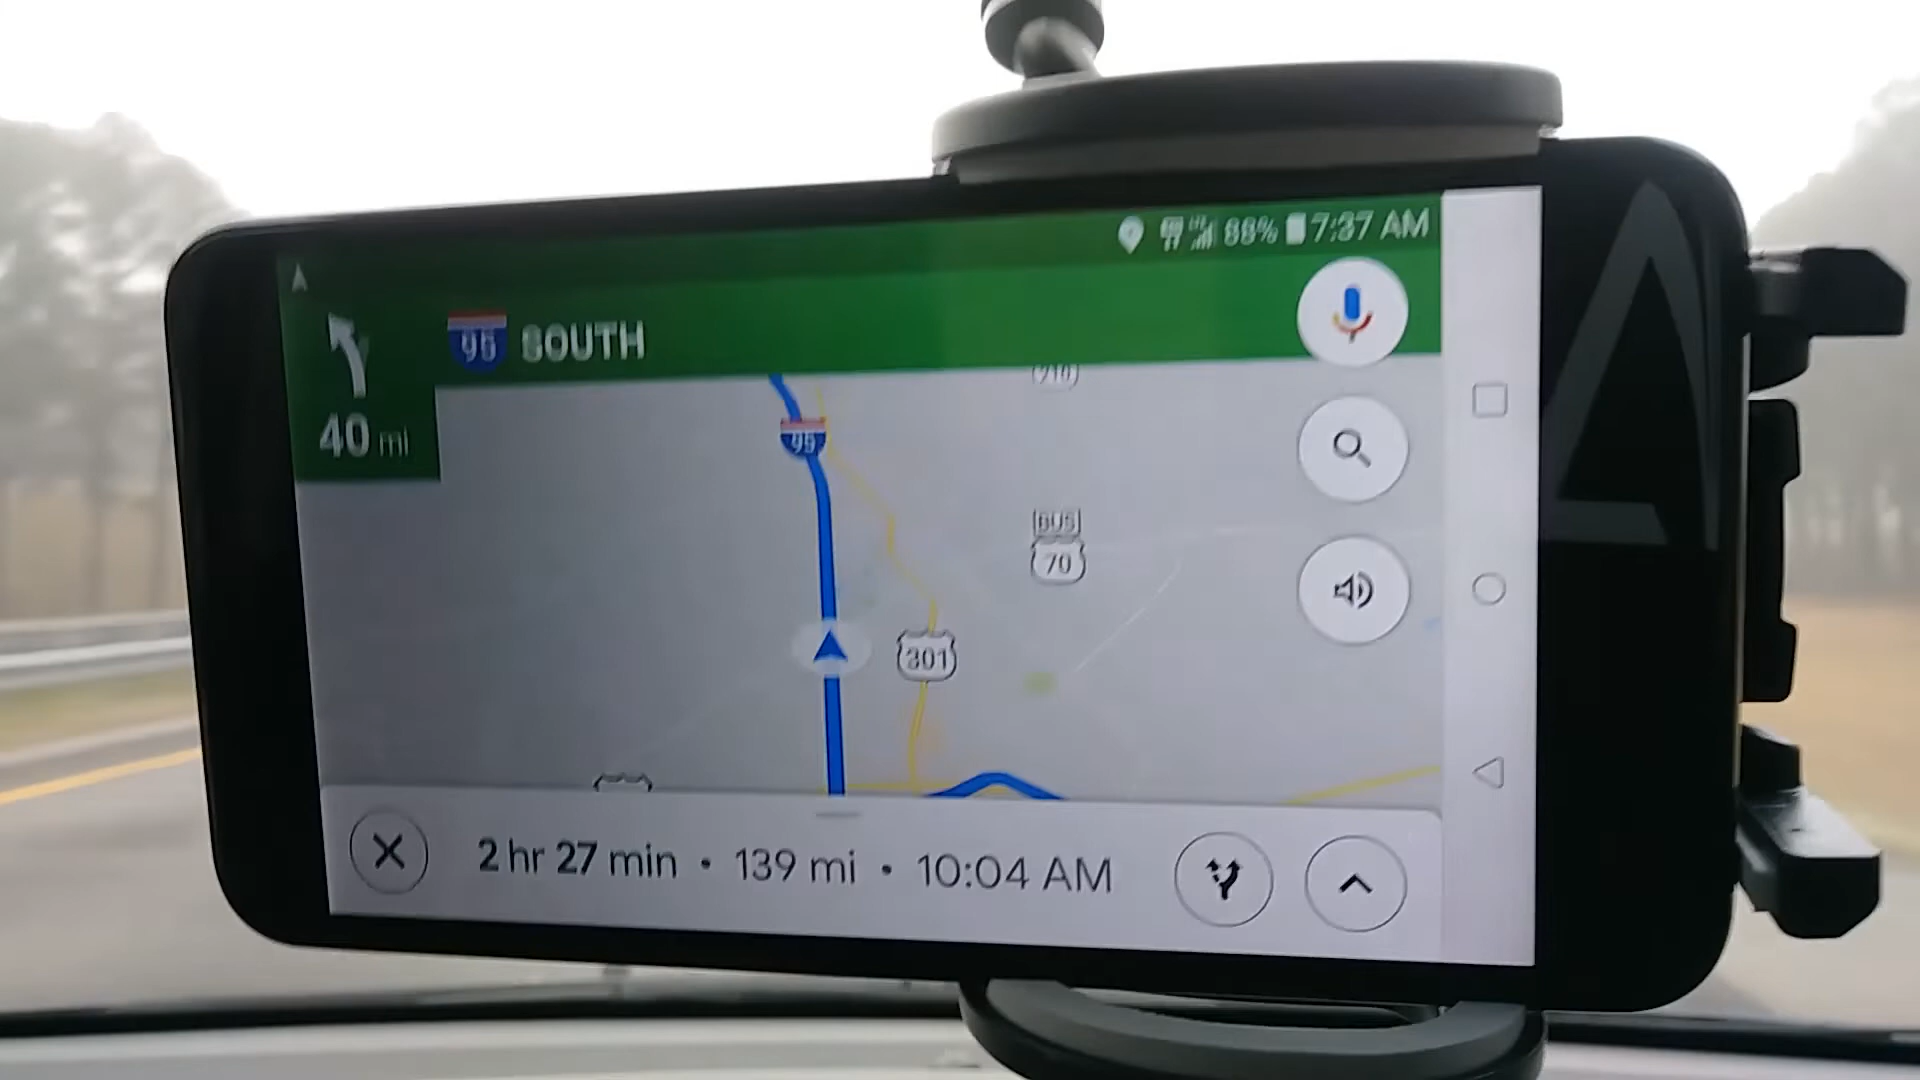 88% 7:37 AM
95 SOUTH
40 mi
95
BUS
70
301
2 hr 27 min • 139 mi • 10:04 AM